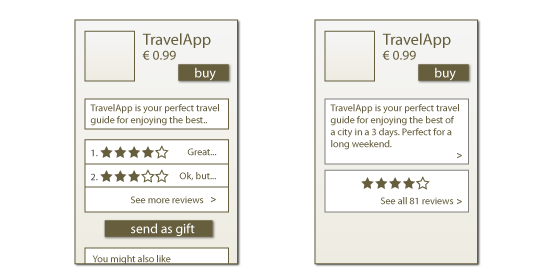 TravelApp
€ 0.99
buy
TravelApp is your perfect travel
guide for enjoying the best..
1. Great...
2. Ok, but...
See more reviews >
send as gift
You might also like
TravelApp
€ 0.99
buy
TravelApp is your perfect travel
guide for enjoying the best of
a city in a 3 days. Perfect for a
long weekend.
>
See all 81 reviews >